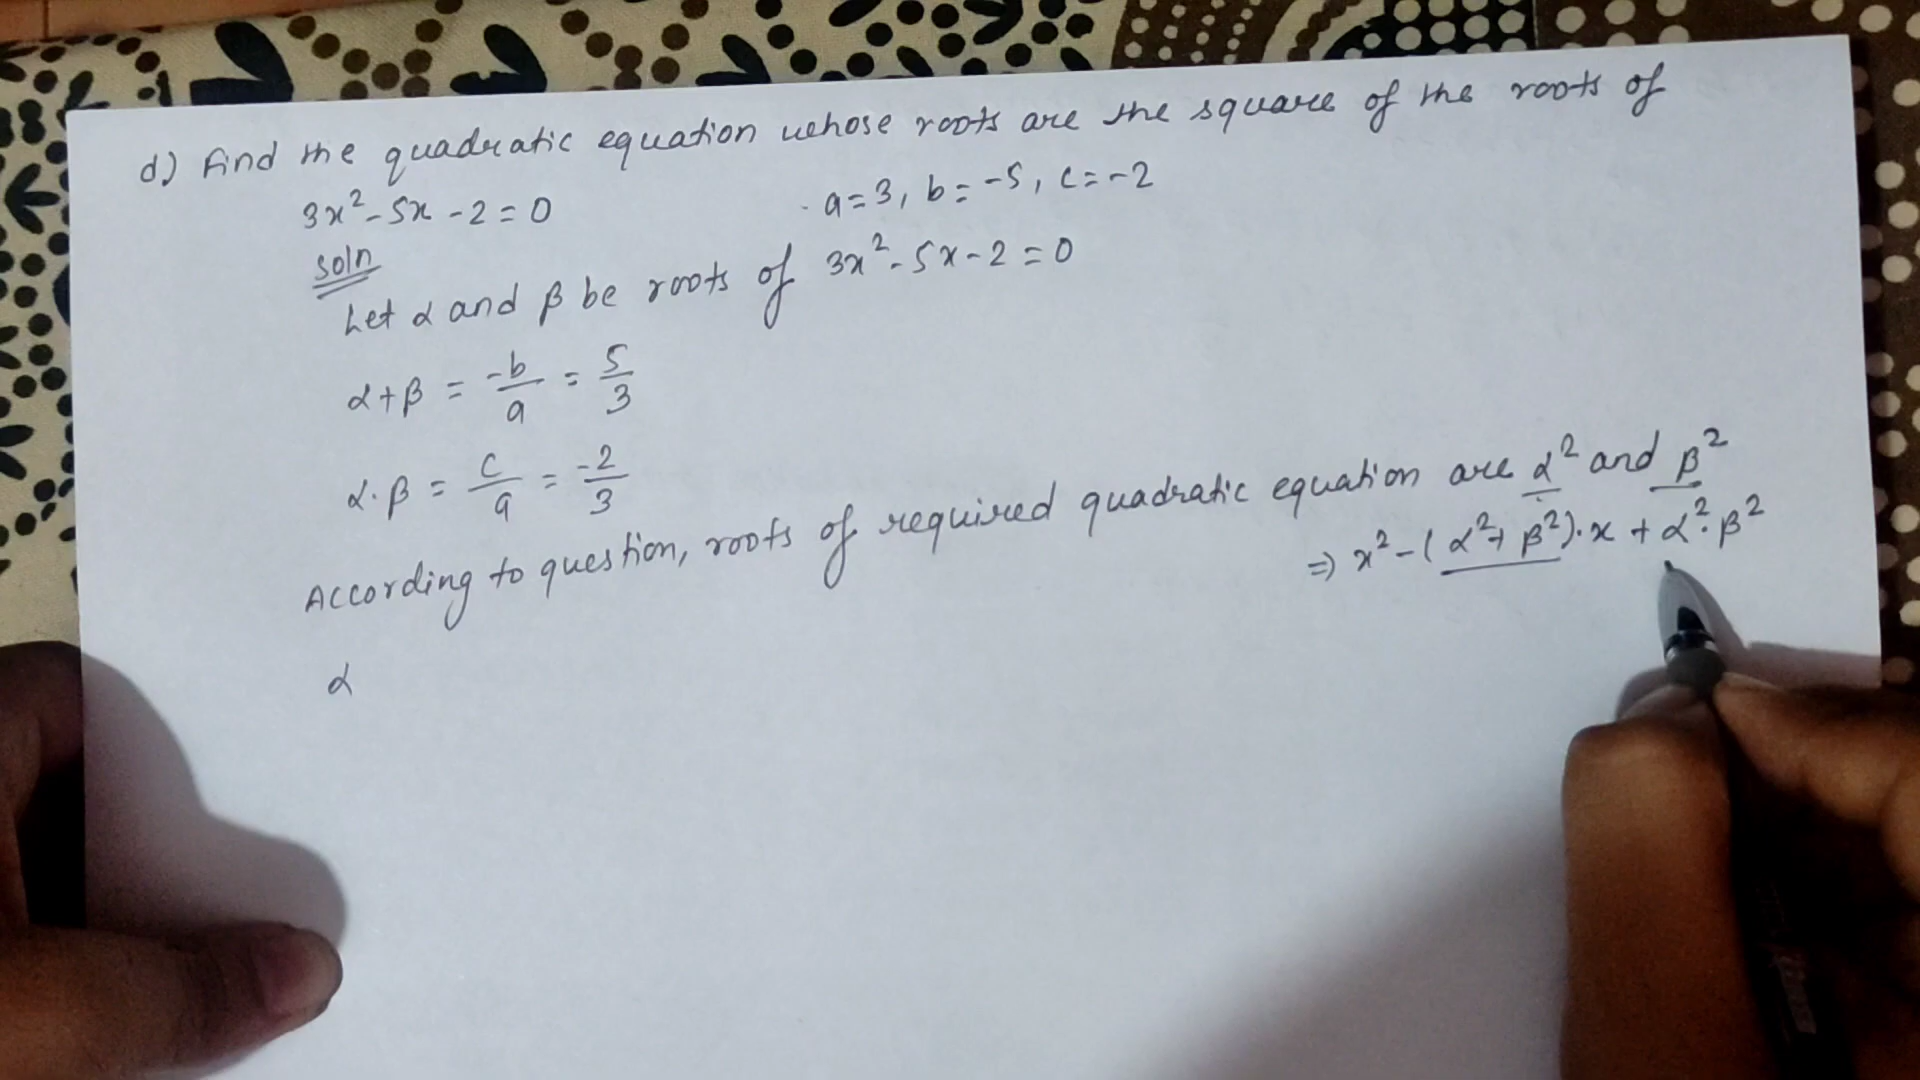 d) Find the quadratic equation whose roots are the square of the roots of
3x² - 5x - 2 = 0
a = 3, b = -5, c = -2
soln
Let α and β be roots of 3x² - 5x - 2 = 0
α + β = -b/a = 5/3
α · β = c/a = -2/3
According to question, roots of required quadratic equation are α² and β²
⇒ x² - (α² + β²) · x + α² · β²
α